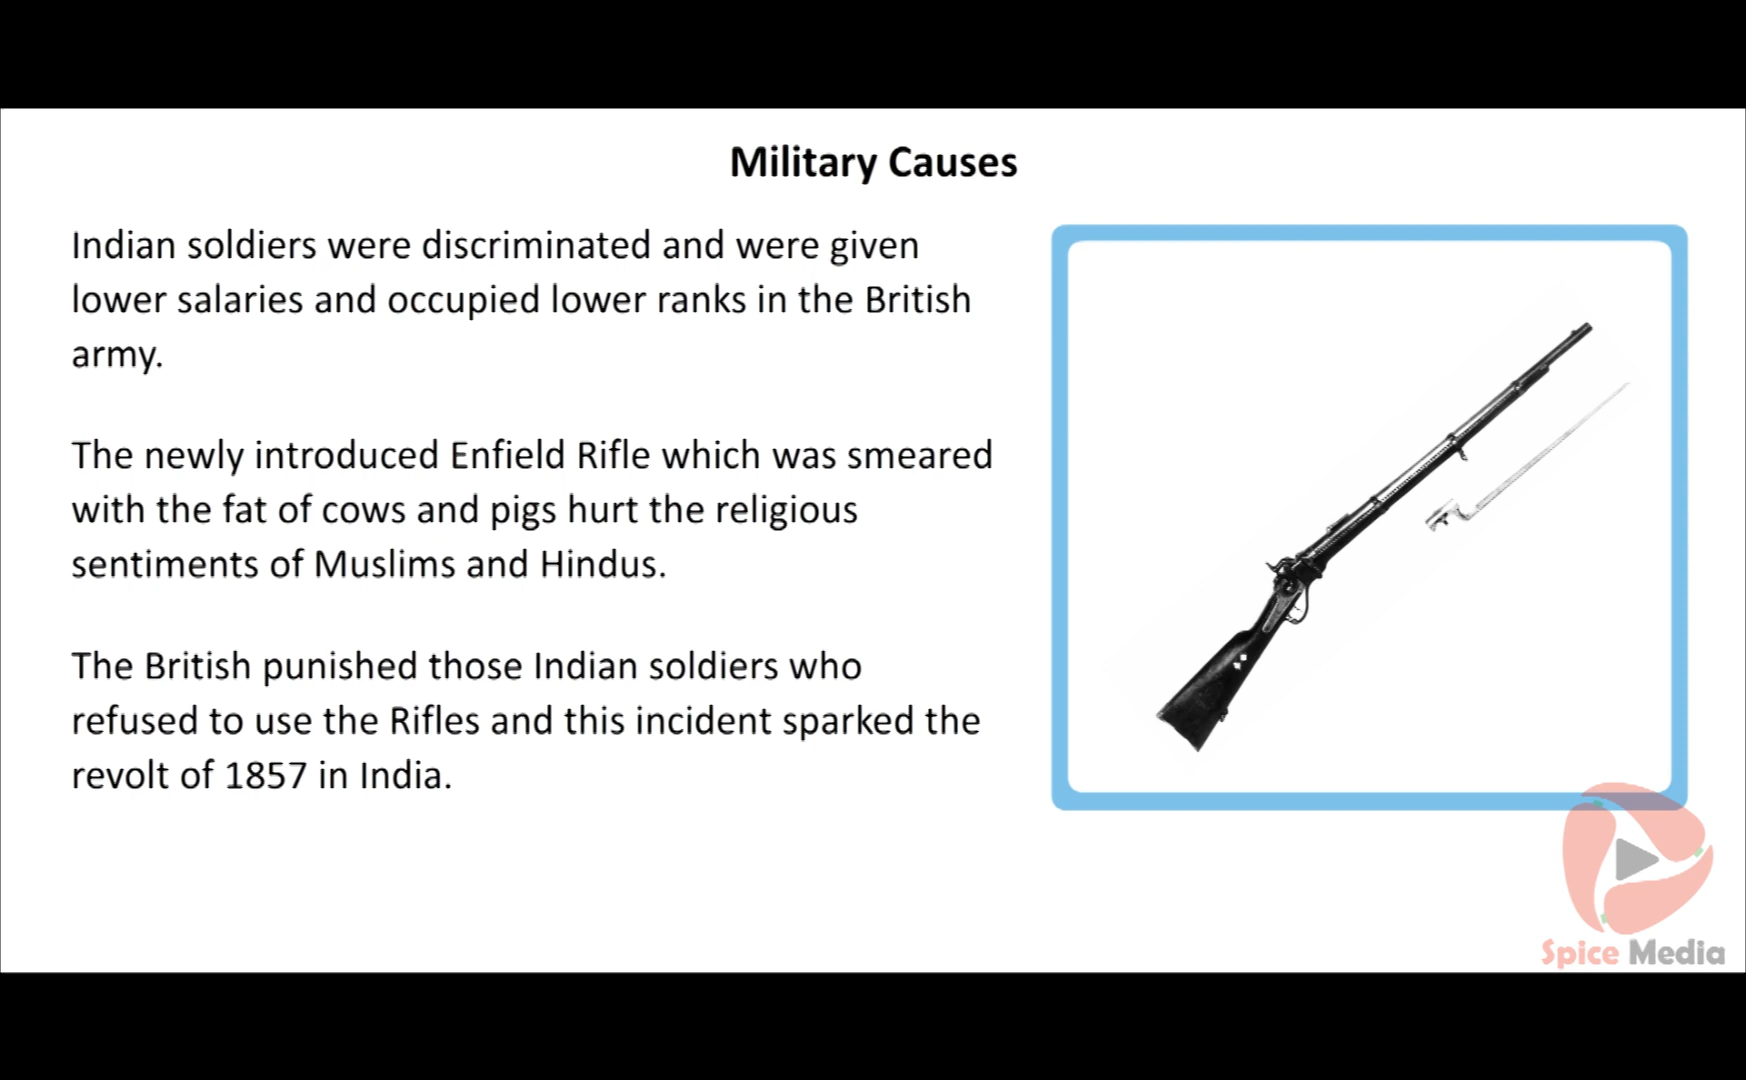 Military Causes
Indian soldiers were discriminated and were given
lower salaries and occupied lower ranks in the British
army.
The newly introduced Enfield Rifle which was smeared
with the fat of cows and pigs hurt the religious
sentiments of Muslims and Hindus.
The British punished those Indian soldiers who
refused to use the Rifles and this incident sparked the
revolt of 1857 in India.
Spice Media